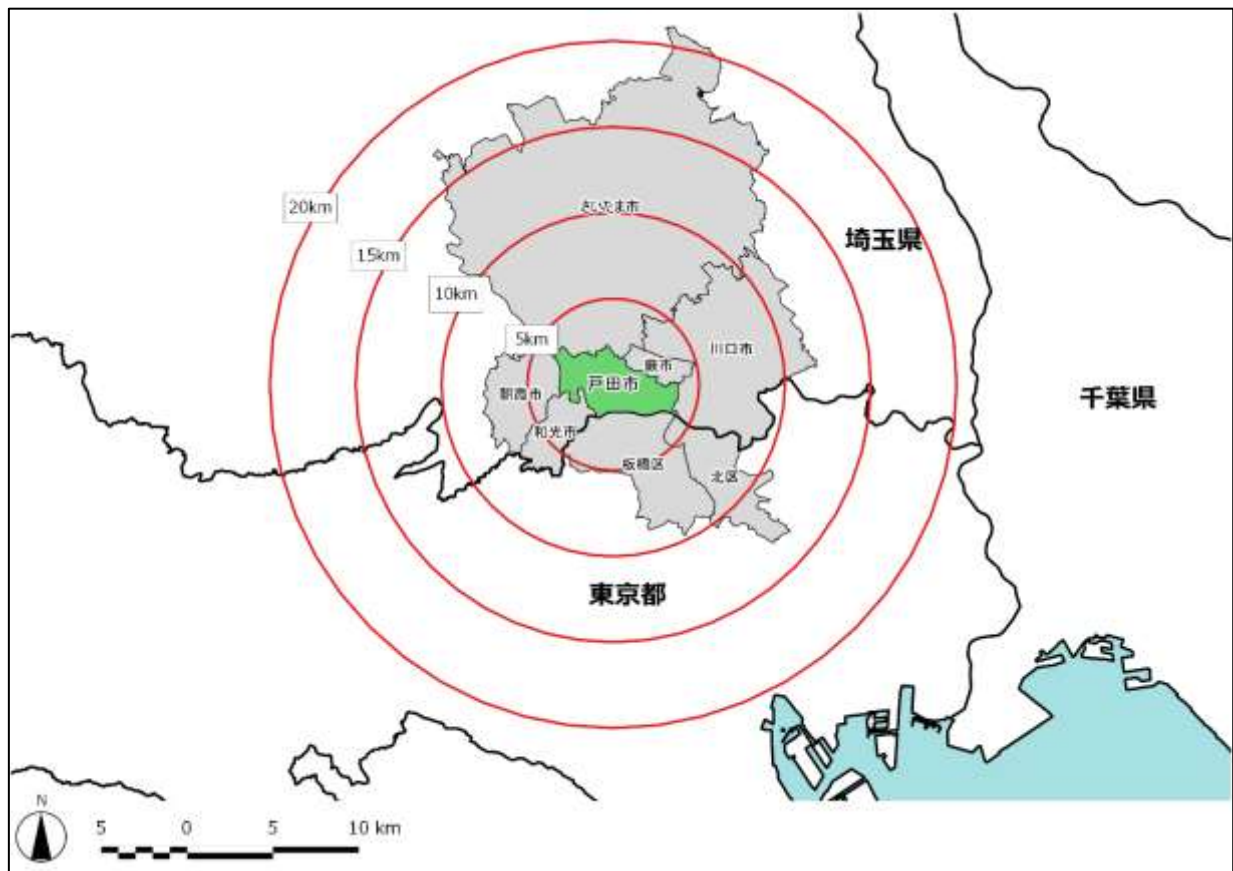 20km
さいたま市
埼玉県
15km
10km
5km
川口市
蕨市
戸田市
朝霞市
千葉県
和光市
板橋区
北区
東京都
N
5 0 5 10 km